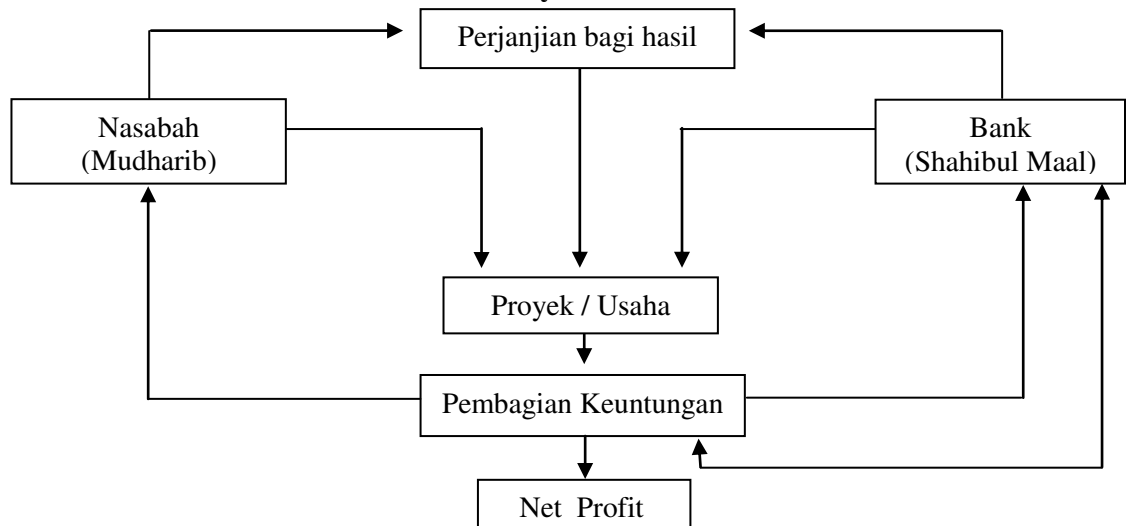 Perjanjian bagi hasil
Nasabah
(Mudharib)
Bank
(Shahibul Maal)
Proyek / Usaha
Pembagian Keuntungan
Net Profit